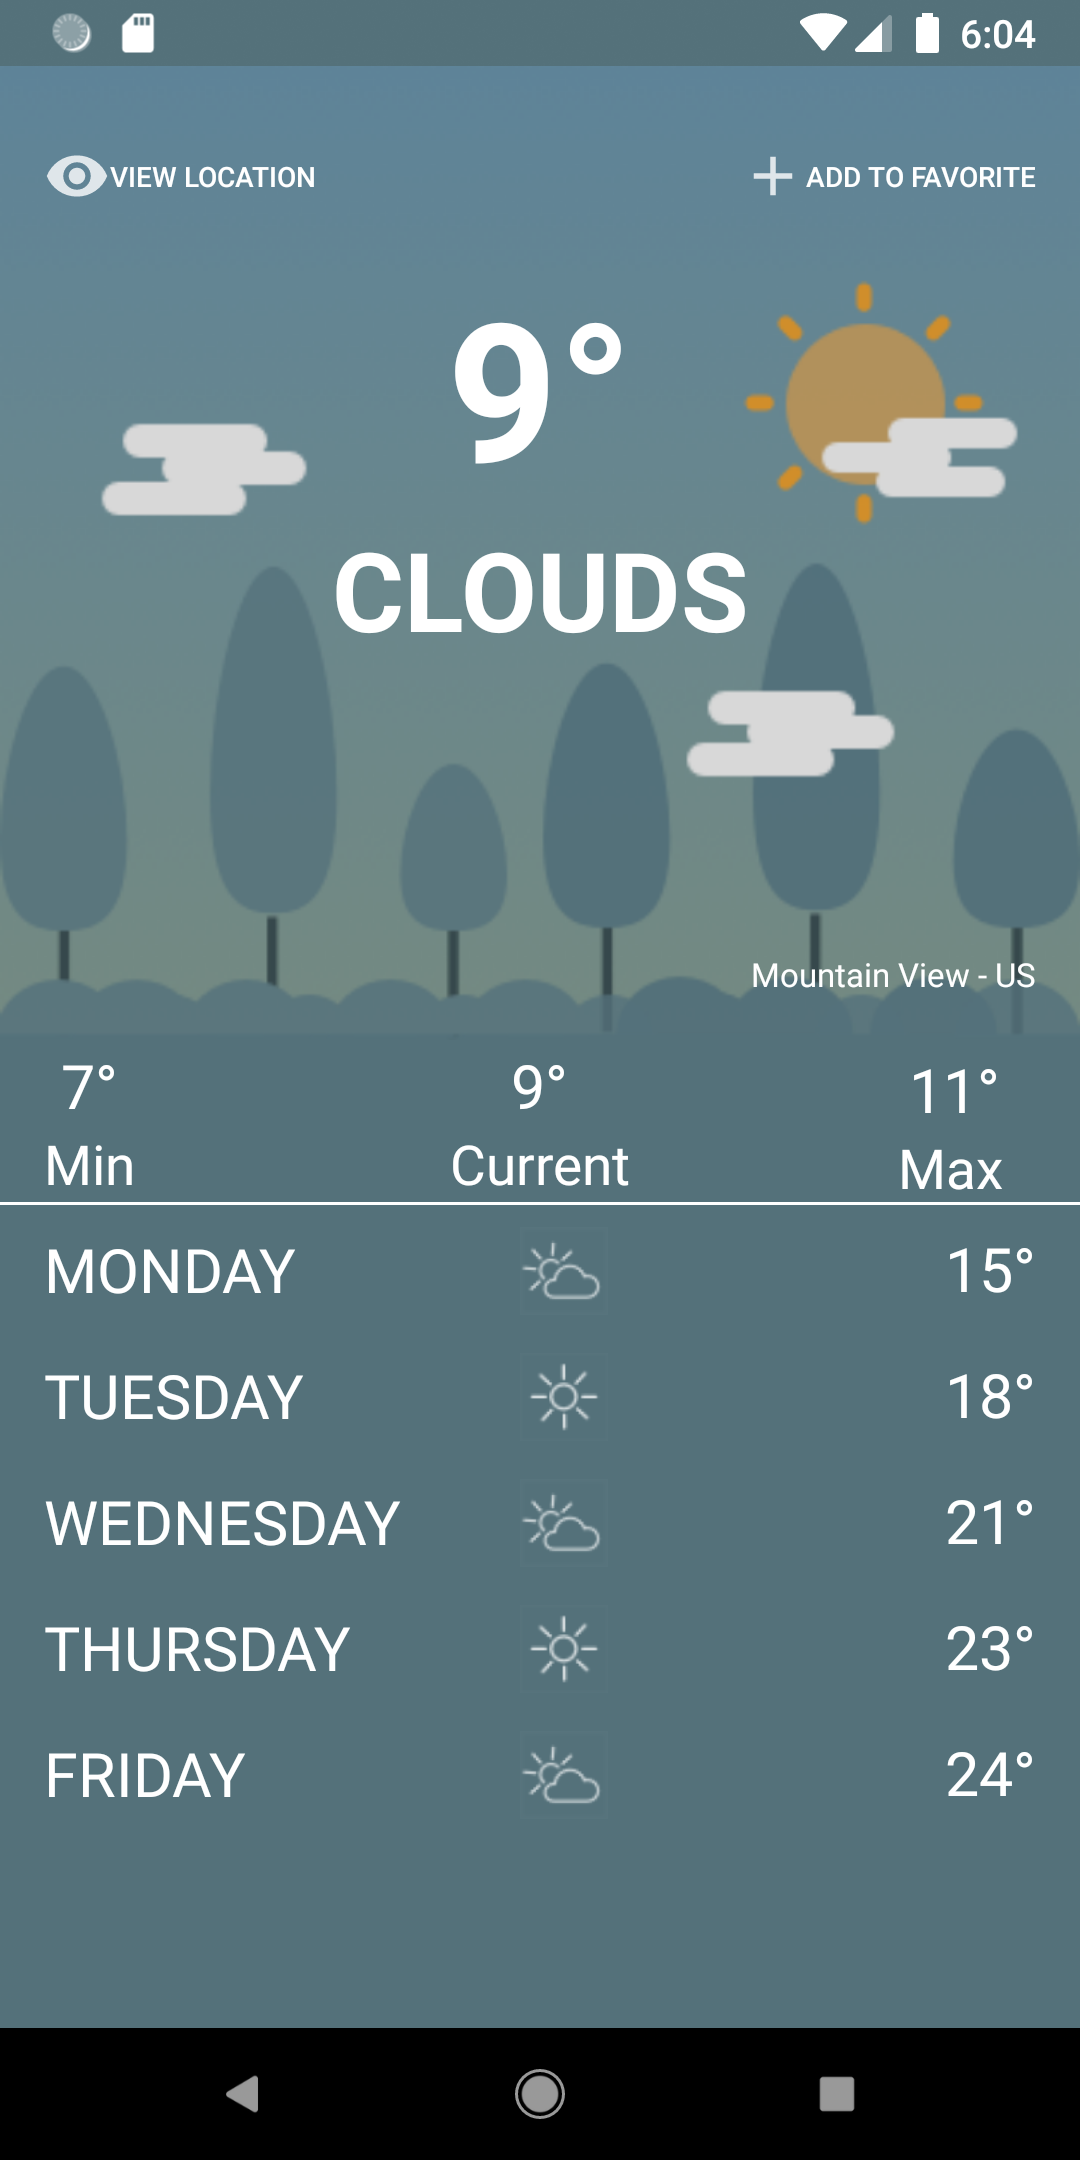 6:04
VIEW LOCATION
ADD TO FAVORITE
9°
CLOUDS
Mountain View - US
7°
9°
11°
Min
Current
Max
MONDAY
15°
TUESDAY
18°
WEDNESDAY
21°
THURSDAY
23°
FRIDAY
24°